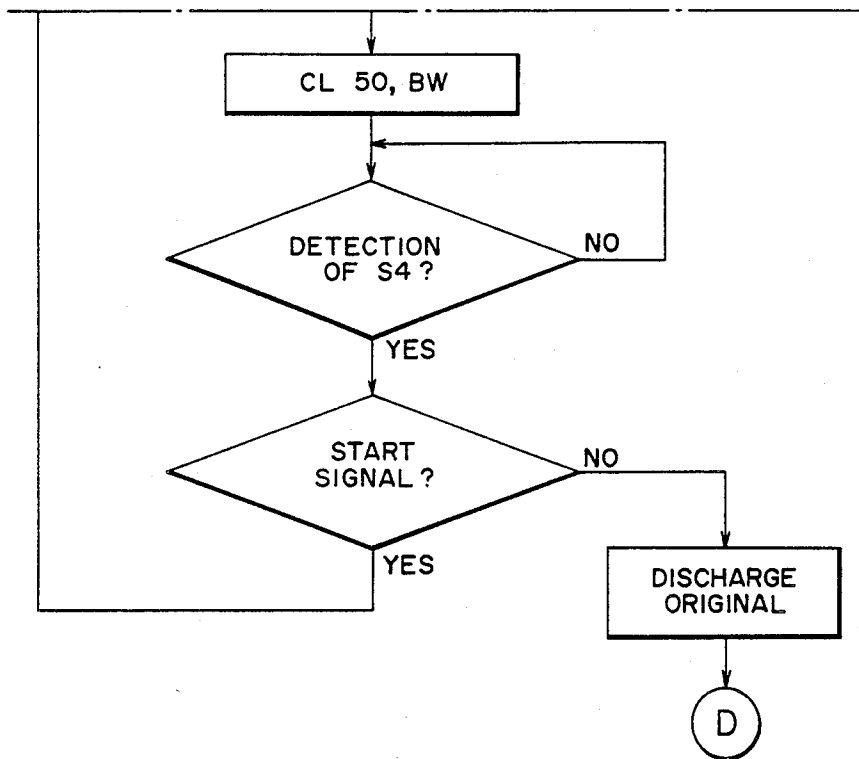 CL 50, BW
DETECTION
OF S4?
NO
YES
START
SIGNAL?
NO
YES
DISCHARGE
ORIGINAL
D